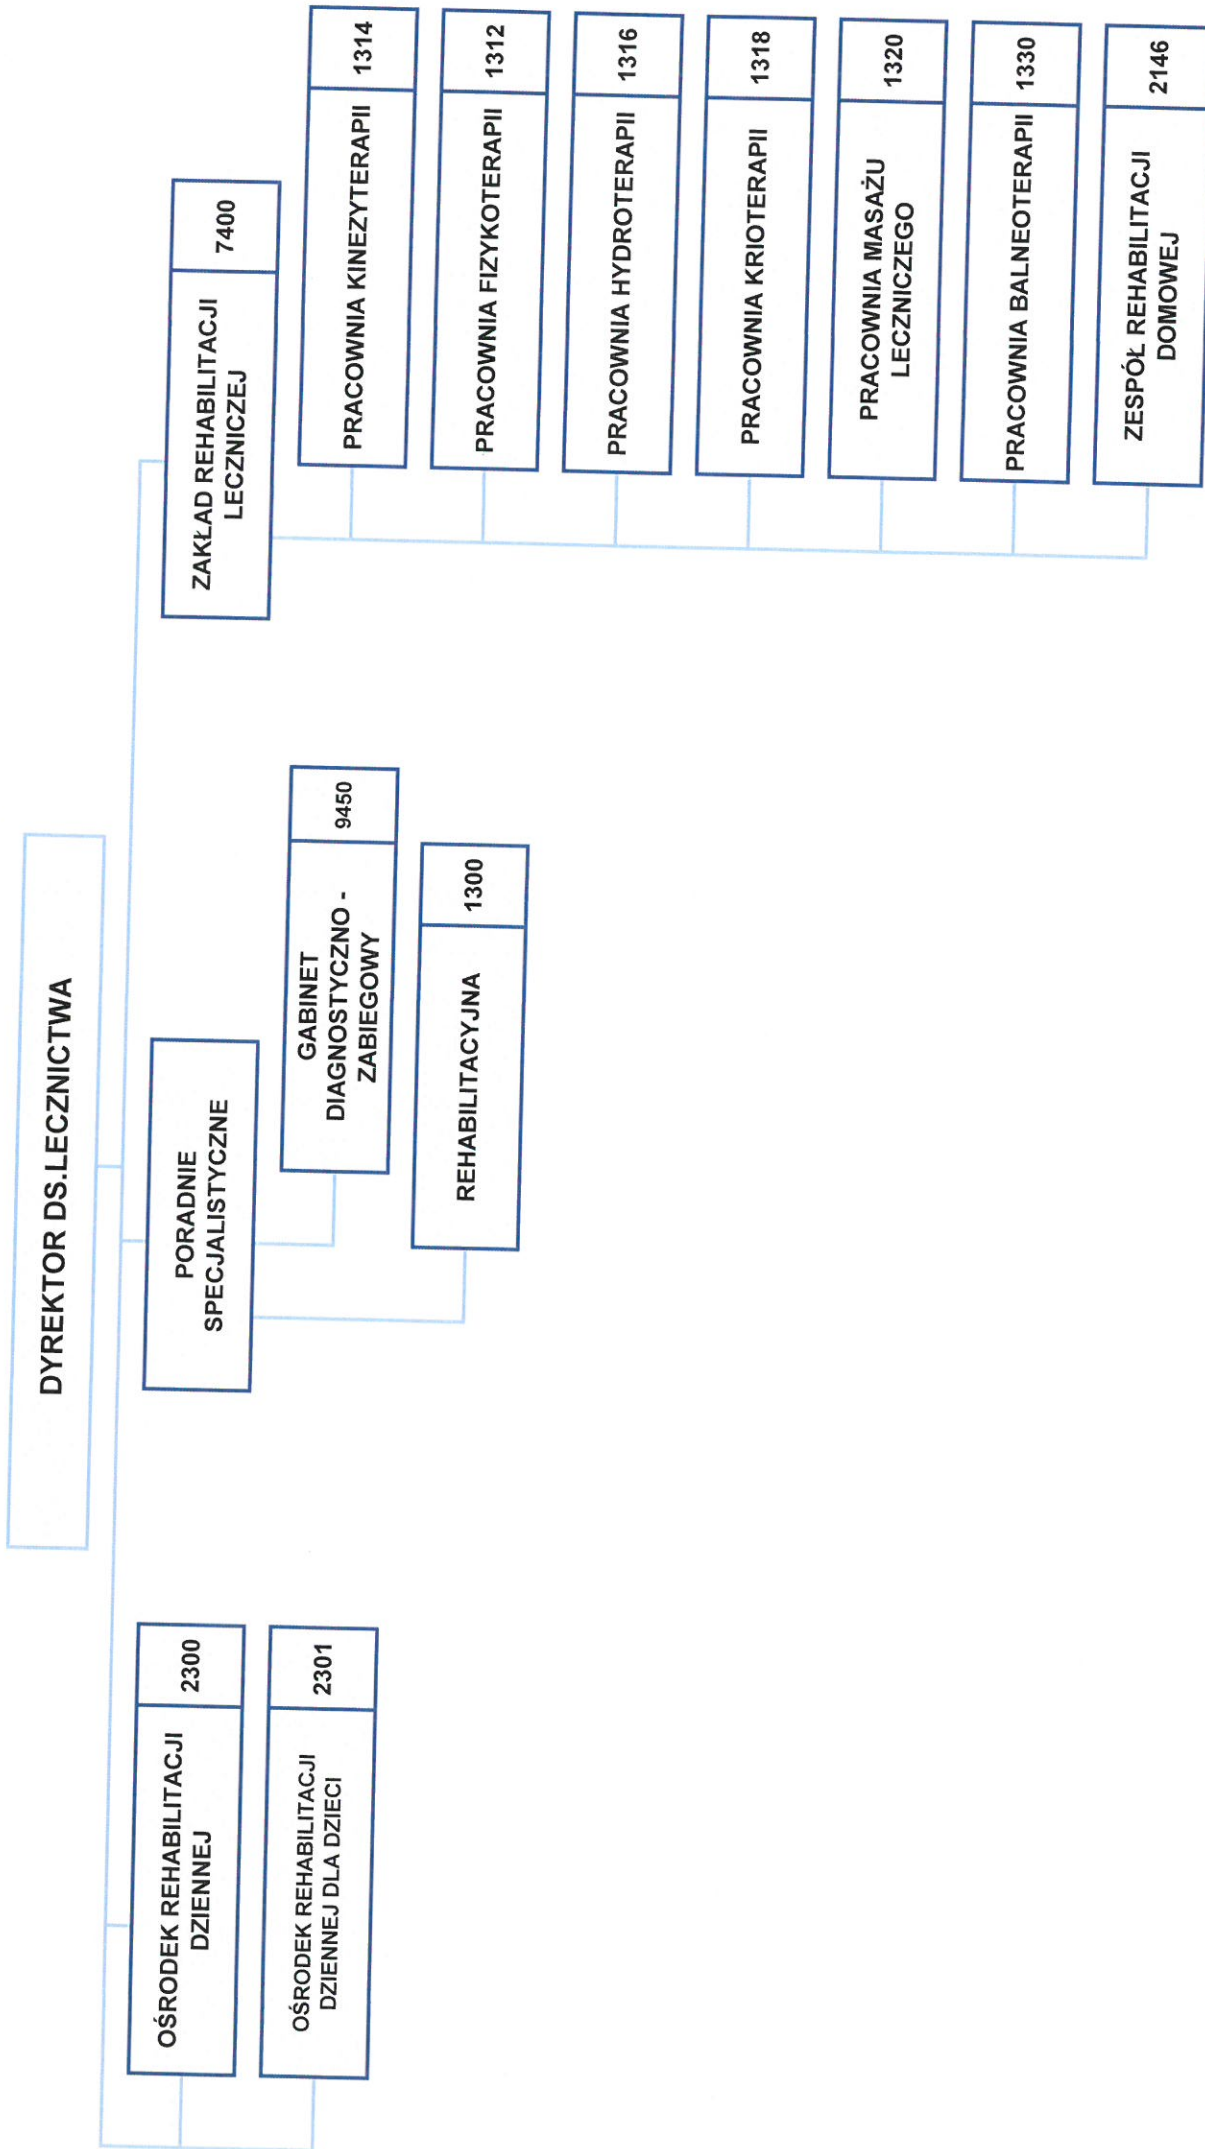 DYREKTOR DS.LECZNICTWA
OŚRODEK REHABILITACJI
DZIENNEJ
2300
OŚRODEK REHABILITACJI
DZIENNEJ DLA DZIECI
2301
PORADNIE
SPECJALISTYCZNE
GABINET
DIAGNOSTYCZNO -
ZABIEGOWY
9450
REHABILITACYJNA
1300
ZAKŁAD REHABILITACJI
LECZNICZEJ
7400
PRACOWNIA KINEZYTERAPII
1314
PRACOWNIA FIZYKOTERAPII
1312
PRACOWNIA HYDROTERAPII
1316
PRACOWNIA KRIOTERAPII
1318
PRACOWNIA MASAŻU
LECZNICZEGO
1320
PRACOWNIA BALNEOTERAPII
1330
ZESPÓŁ REHABILITACJI
DOMOWEJ
2146